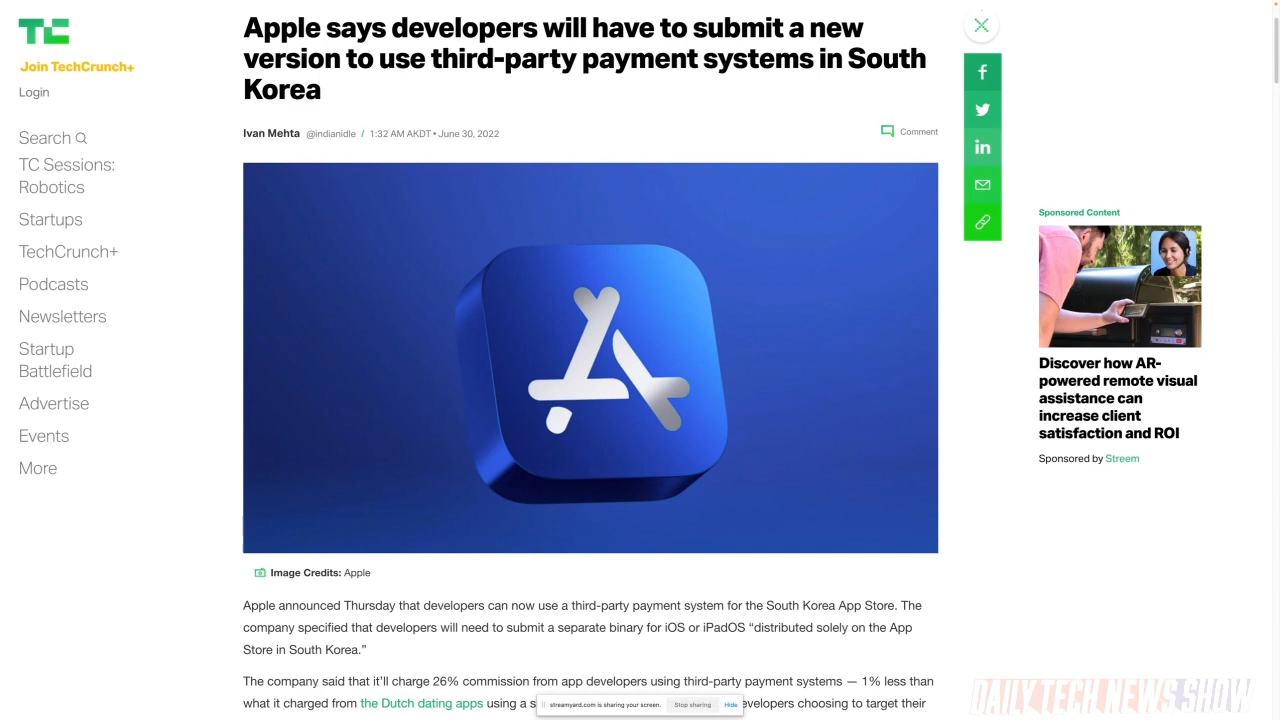 TC
Join TechCrunch+
Login
Search
TC Sessions:
Robotics
Startups
TechCrunch+
Podcasts
Newsletters
Startup
Battlefield
Advertise
Events
More
Apple says developers will have to submit a new
version to use third-party payment systems in South
Korea
Ivan Mehta @indianidle / 1:32 AM AKDT • June 30, 2022
Comment
Image Credits: Apple
Apple announced Thursday that developers can now use a third-party payment system for the South Korea App Store. The
company specified that developers will need to submit a separate binary for iOS or iPadOS “distributed solely on the App
Store in South Korea.”
The company said that it’ll charge 26% commission from app developers using third-party payment systems — 1% less than
what it charged from the Dutch dating apps using a s
evelopers choosing to target their
streamyard.com is sharing your screen. Stop sharing Hide
f
in
Sponsored Content
Discover how AR-
powered remote visual
assistance can
increase client
satisfaction and ROI
Sponsored by Streem
DAILY TECH NEWS SHOW